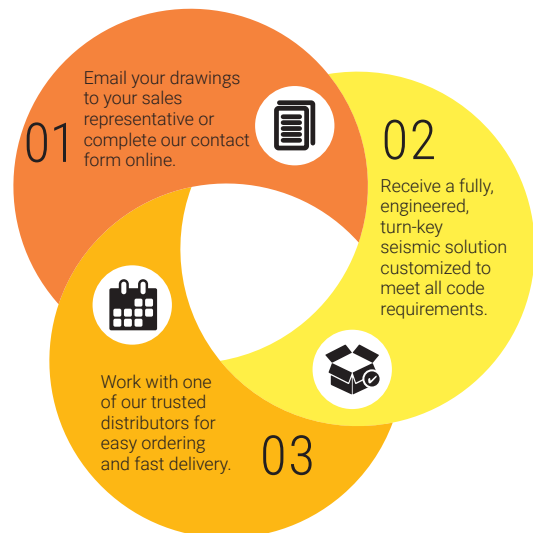 01
Email your drawings
to your sales
representative or
complete our contact
form online.
02
Receive a fully,
engineered,
turn-key
seismic solution
customized to
meet all code
requirements.
03
Work with one
of our trusted
distributors for
easy ordering
and fast delivery.